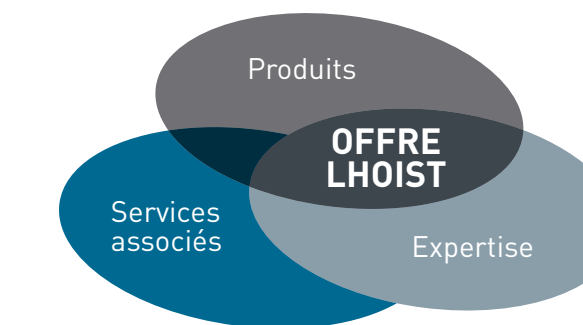 Produits
OFFRE
LHOIST
Services
associés
Expertise